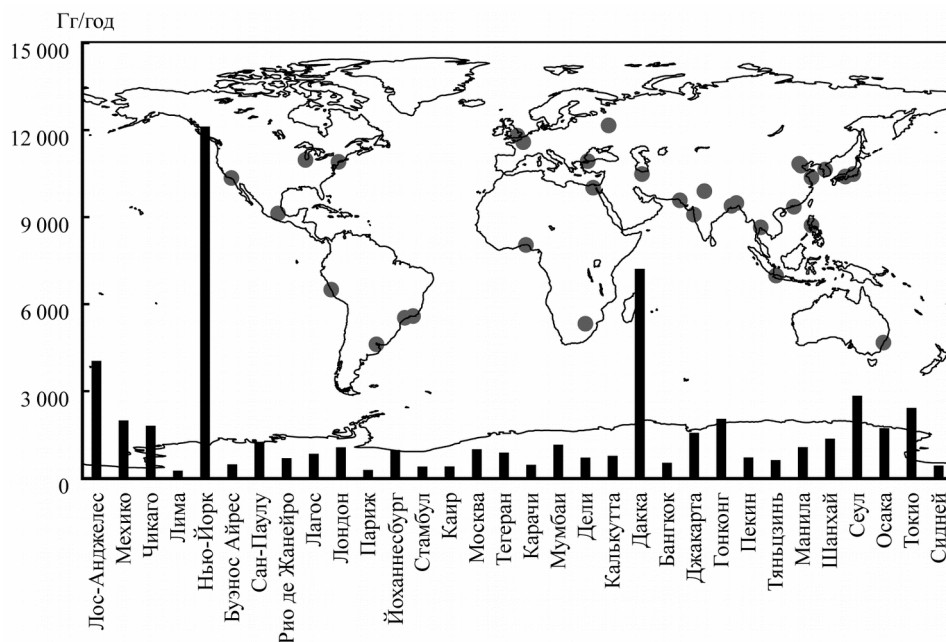 Гг/год
15 000
12 000
9 000
6 000
3 000
0
Лос-Анджелес
Мехико
Чикаго
Лима
Нью-Йорк
Буэнос Айрес
Сан-Паулу
Рио де Жанейро
Лагос
Лондон
Париж
Йоханнесбург
Стамбул
Каир
Москва
Тегеран
Карачи
Мумбаи
Дели
Калькутта
Дакка
Бангкок
Джакарта
Гонконг
Пекин
Тяньцзинь
Манила
Шанхай
Сеул
Осака
Токио
Сидней